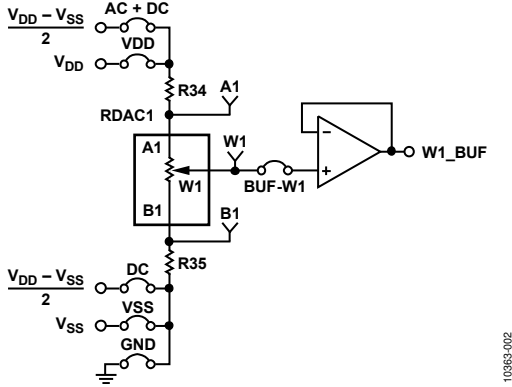 V_DD – V_SS
2
AC + DC
VDD
V_DD
R34
A1
RDAC1
A1
W1
B1
W1
BUF-W1
–
+
W1_BUF
B1
R35
V_DD – V_SS
2
DC
VSS
V_SS
GND
10363-002